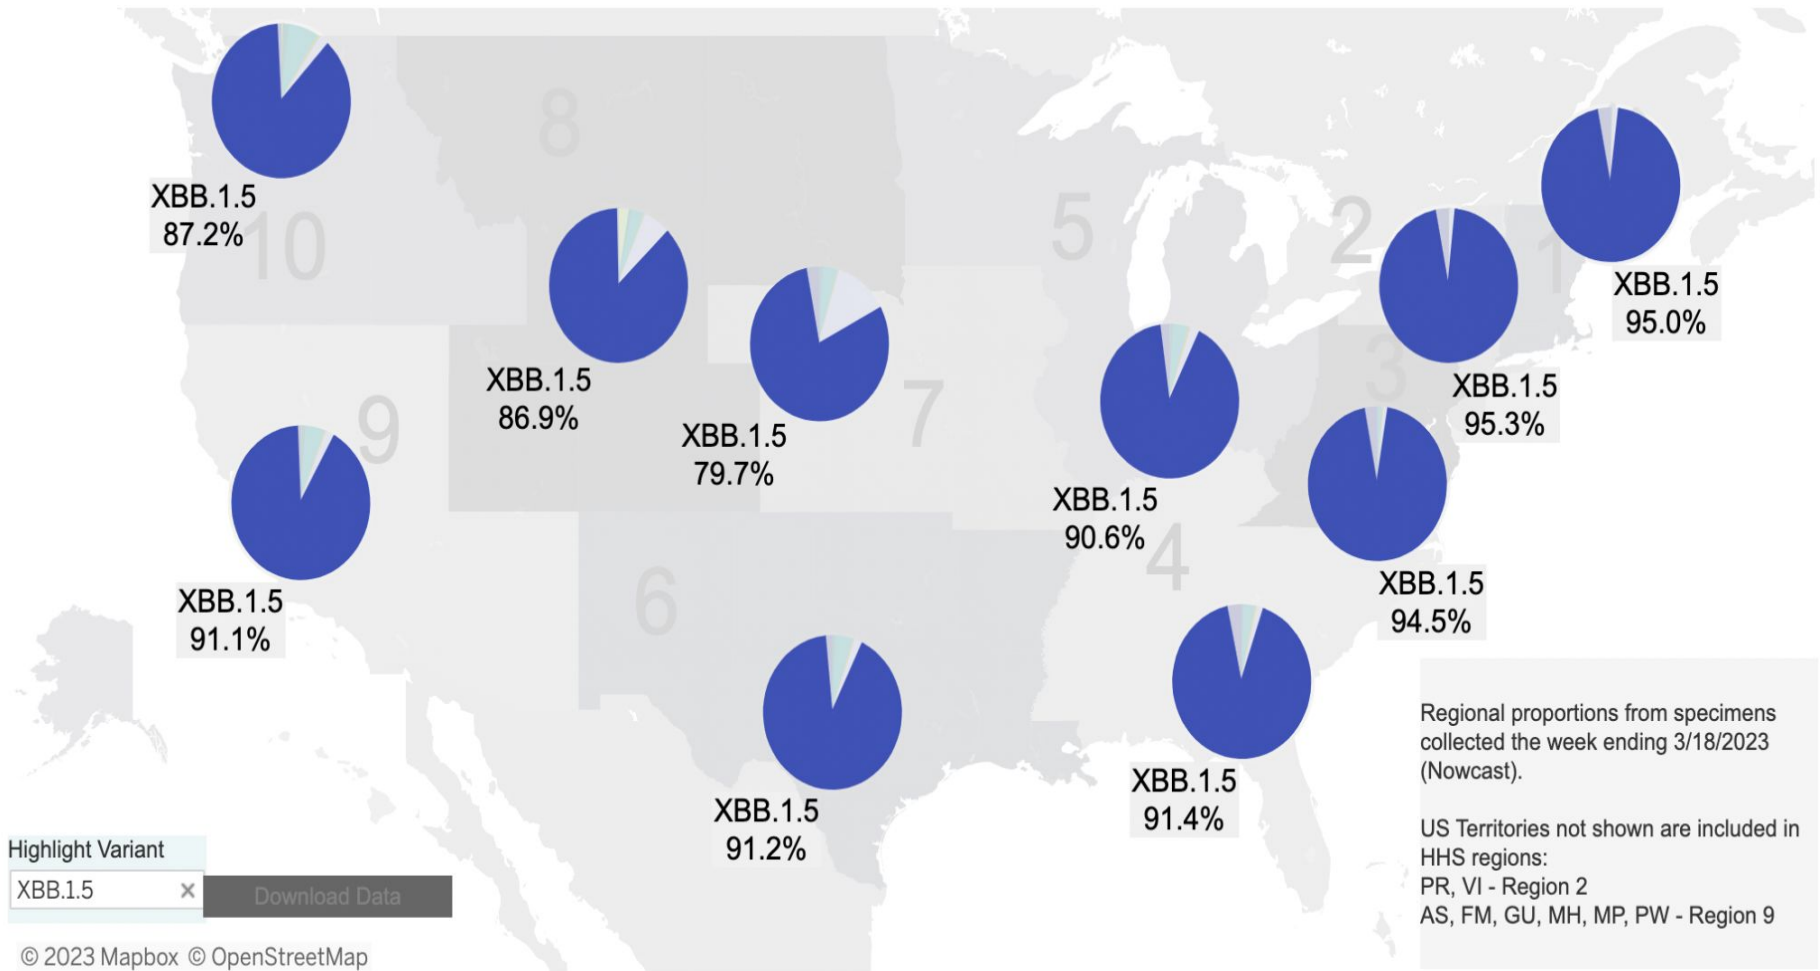 XBB.1.5
87.2%
10
8
XBB.1.5
86.9%
XBB.1.5
79.7%
7
9
XBB.1.5
91.1%
6
XBB.1.5
91.2%
5
XBB.1.5
90.6%
4
XBB.1.5
91.4%
2
1
XBB.1.5
95.0%
XBB.1.5
95.3%
3
XBB.1.5
94.5%
Regional proportions from specimens
collected the week ending 3/18/2023
(Nowcast).
US Territories not shown are included in
HHS regions:
PR, VI - Region 2
AS, FM, GU, MH, MP, PW - Region 9
Highlight Variant
XBB.1.5 ×
Download Data
© 2023 Mapbox © OpenStreetMap